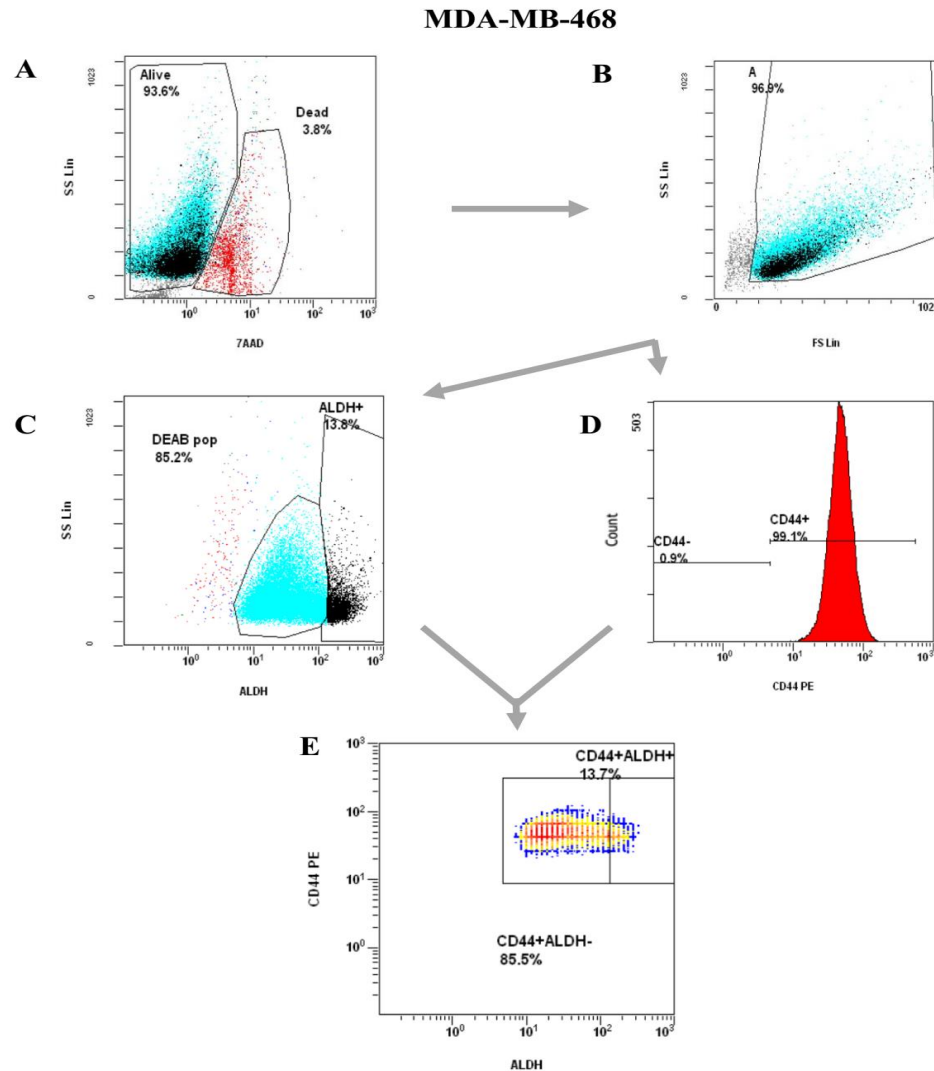 MDA-MB-468
A
1023
SS Lin
0
Alive
93.6%
Dead
3.8%
10^0
10^1
10^2
10^3
7AAD
B
1023
SS Lin
0
A
96.9%
0
102
FS Lin
C
1023
SS Lin
0
DEAB pop
85.2%
ALDH+
13.8%
10^0
10^1
10^2
10^3
ALDH
D
503
Count
CD44-
0.9%
CD44+
99.1%
10^0
10^1
10^2
10^3
CD44 PE
E
10^3
10^2
10^1
10^0
CD44 PE
CD44+ALDH+
13.7%
CD44+ALDH-
85.5%
10^0
10^1
10^2
10^3
ALDH